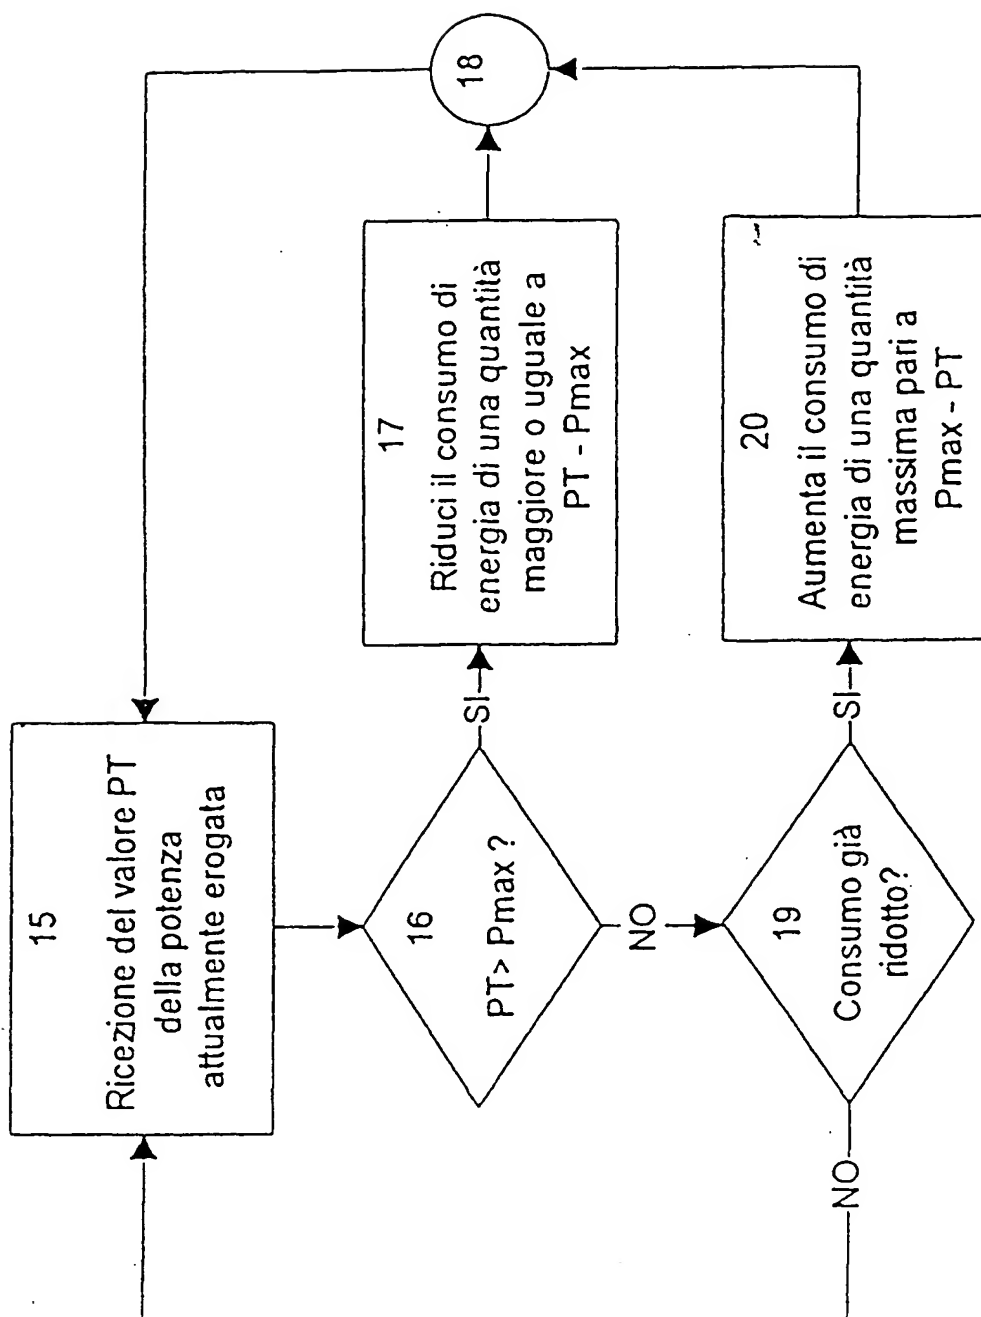 15
Ricezione del valore PT
della potenza
attualmente erogata
16
PT> Pmax ?
SI
17
Riduci il consumo di
energia di una quantità
maggiore o uguale a
PT - Pmax
18
NO
19
Consumo già
ridotto?
SI
20
Aumenta il consumo di
energia di una quantità
massima pari a
Pmax - PT
NO